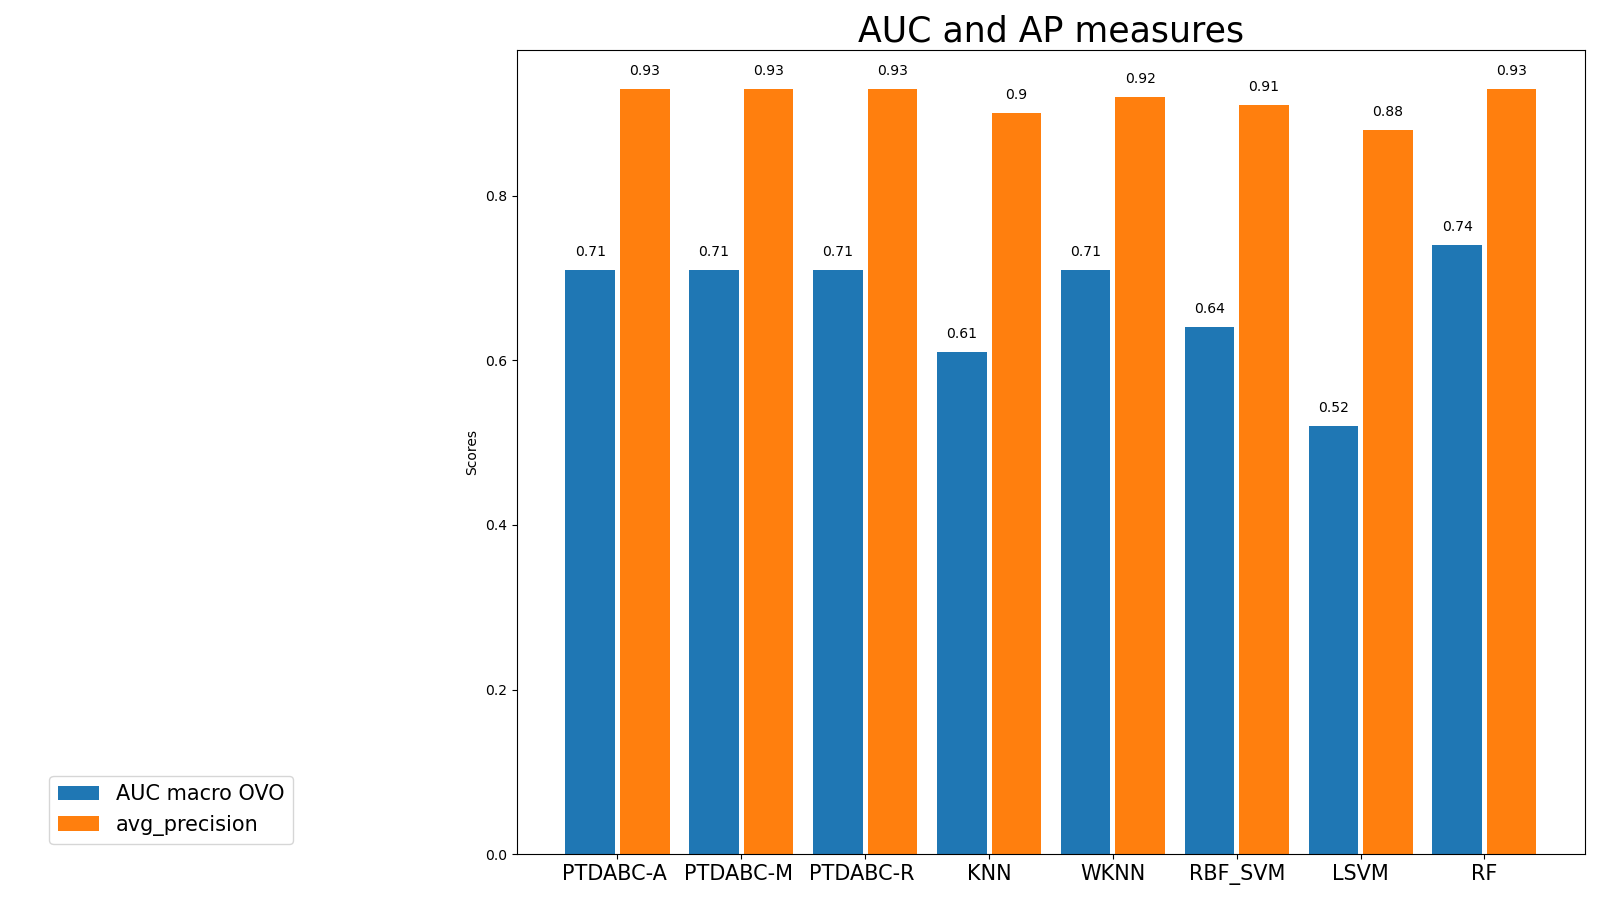 AUC and AP measures
0.93 0.93 0.93 0.9 0.92 0.91 0.88 0.93
0.71 0.71 0.71 0.61 0.71 0.64 0.52 0.74
0.8
0.6
0.4
0.2
0.0
Scores
PTDABC-A PTDABC-M PTDABC-R KNN WKNN RBF_SVM LSVM RF
AUC macro OVO
avg_precision